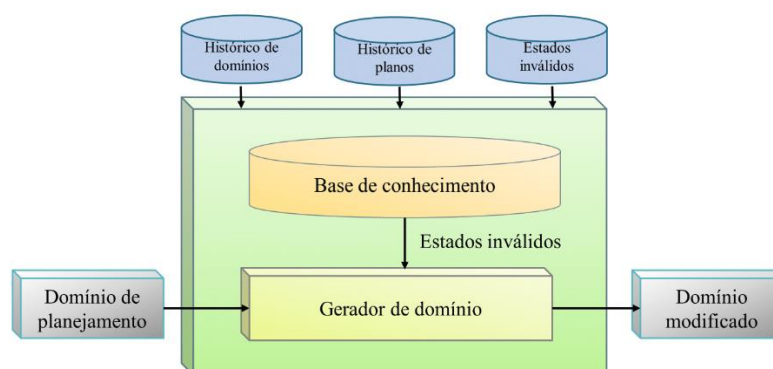 Histórico de
domínios
Histórico de
planos
Estados
inválidos
Base de conhecimento
Estados inválidos
Domínio de
planejamento
Gerador de domínio
Domínio
modificado